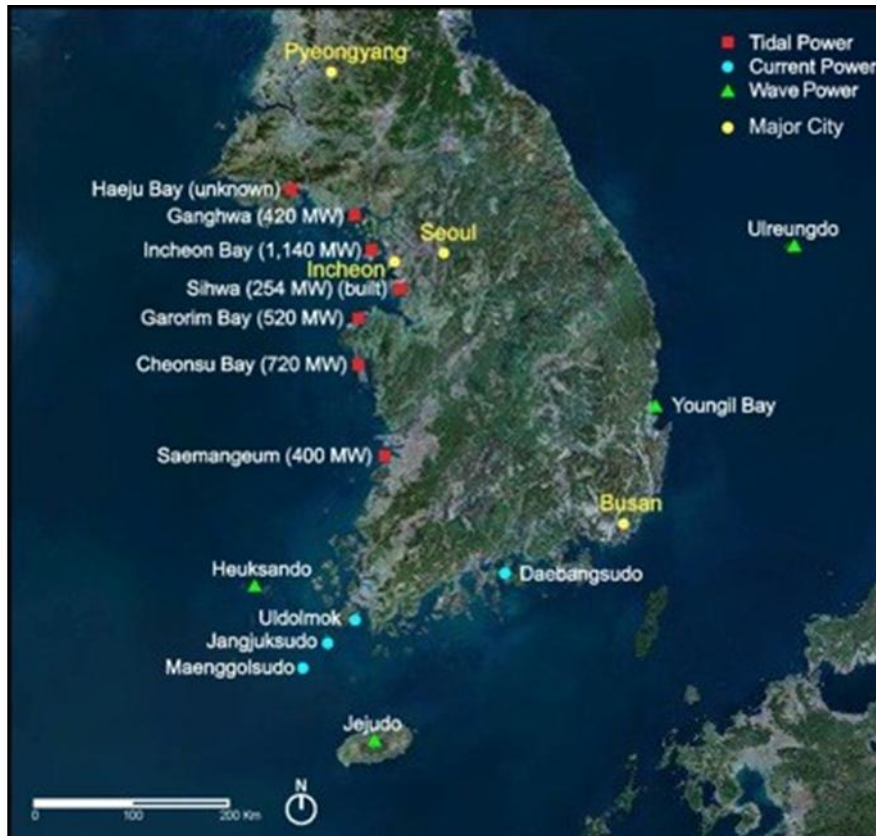 Tidal Power
Current Power
Wave Power
Major City
Pyeongyang
Haeju Bay (unknown)
Ganghwa (420 MW)
Ulreungdo
Seoul
Incheon Bay (1,140 MW)
Incheon
Sihwa (254 MW) (built)
Garorim Bay (520 MW)
Cheonsu Bay (720 MW)
Youngil Bay
Saemangeum (400 MW)
Busan
Heuksando
Daebangsudo
Uldolmok
Jangjuksudo
Maenggolsudo
Jejudo
N
0 100 200 Km